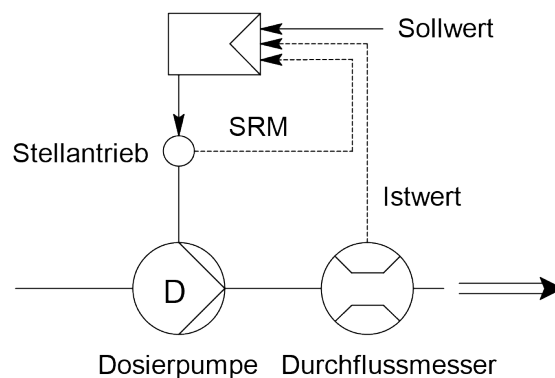 Sollwert
SRM
Stellantrieb
Istwert
D
Dosierpumpe
Durchflussmesser